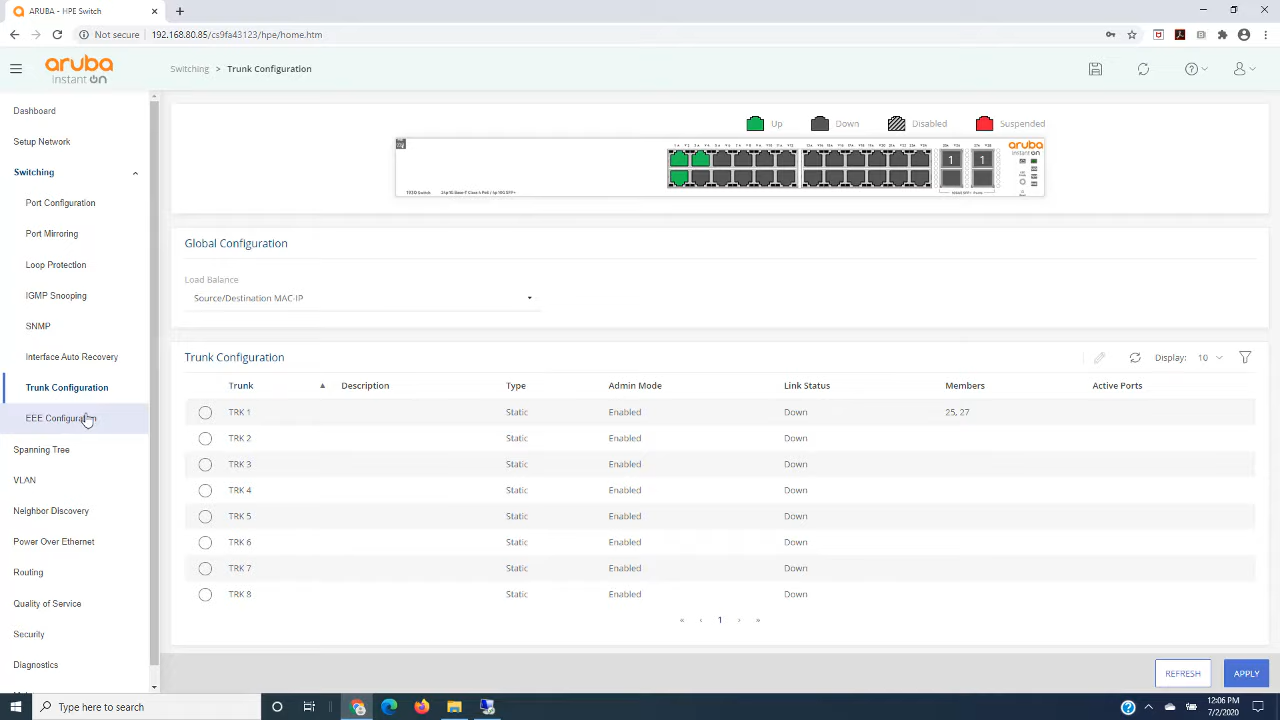 ARUBA - HPE Switch
Not secure
192.168.80.85/cs9fa43123/hpe/home.htm
aruba
instant on
Switching > Trunk Configuration
Dashboard
Setup Network
Switching
Port Configuration
Port Mirroring
Loop Protection
IGMP Snooping
SNMP
Interface Auto Recovery
Trunk Configuration
EEE Configuration
Spanning Tree
VLAN
Neighbor Discovery
Power Over Ethernet
Routing
Quality of Service
Security
Diagnostics
Up
Down
Disabled
Suspended
aruba
instant on
1
1
Global Configuration
Load Balance
Source/Destination MAC-IP
Trunk Configuration
Display: 10
Trunk Description Type Admin Mode Link Status Members Active Ports
TRK 1 Static Enabled Down 25, 27
TRK 2 Static Enabled Down
TRK 3 Static Enabled Down
TRK 4 Static Enabled Down
TRK 5 Static Enabled Down
TRK 6 Static Enabled Down
TRK 7 Static Enabled Down
TRK 8 Static Enabled Down
« ‹ 1 › »
REFRESH
APPLY
Type here to search
12:06 PM
7/2/2020